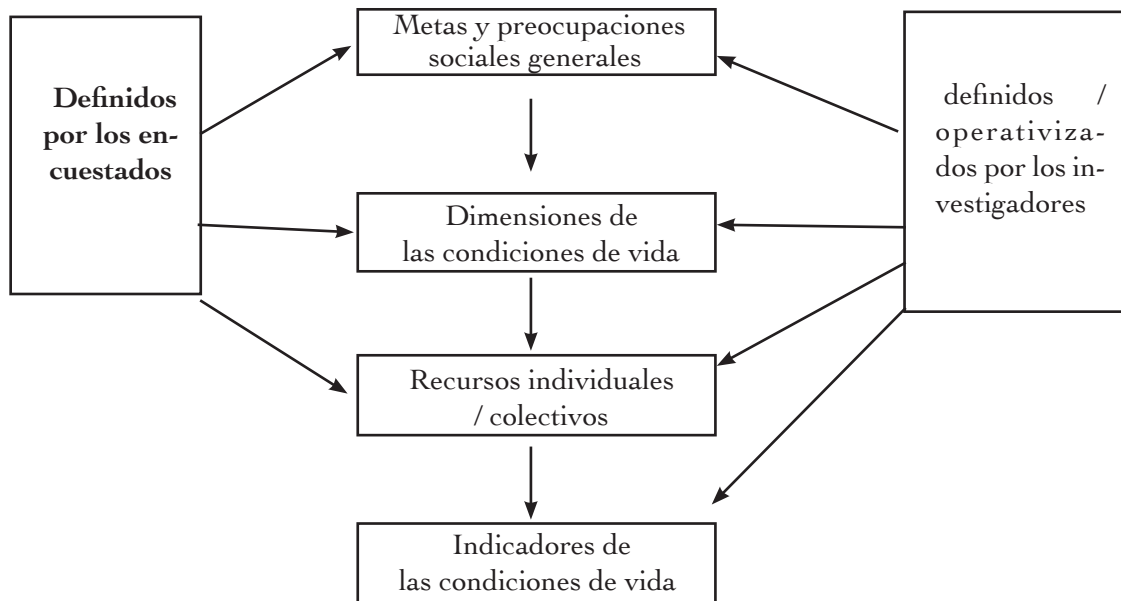 Metas y preocupaciones
sociales generales
Definidos
por los en-
cuestados
definidos /
operativiza-
dos por los in-
vestigadores
Dimensiones de
las condiciones de vida
Recursos individuales
/ colectivos
Indicadores de
las condiciones de vida